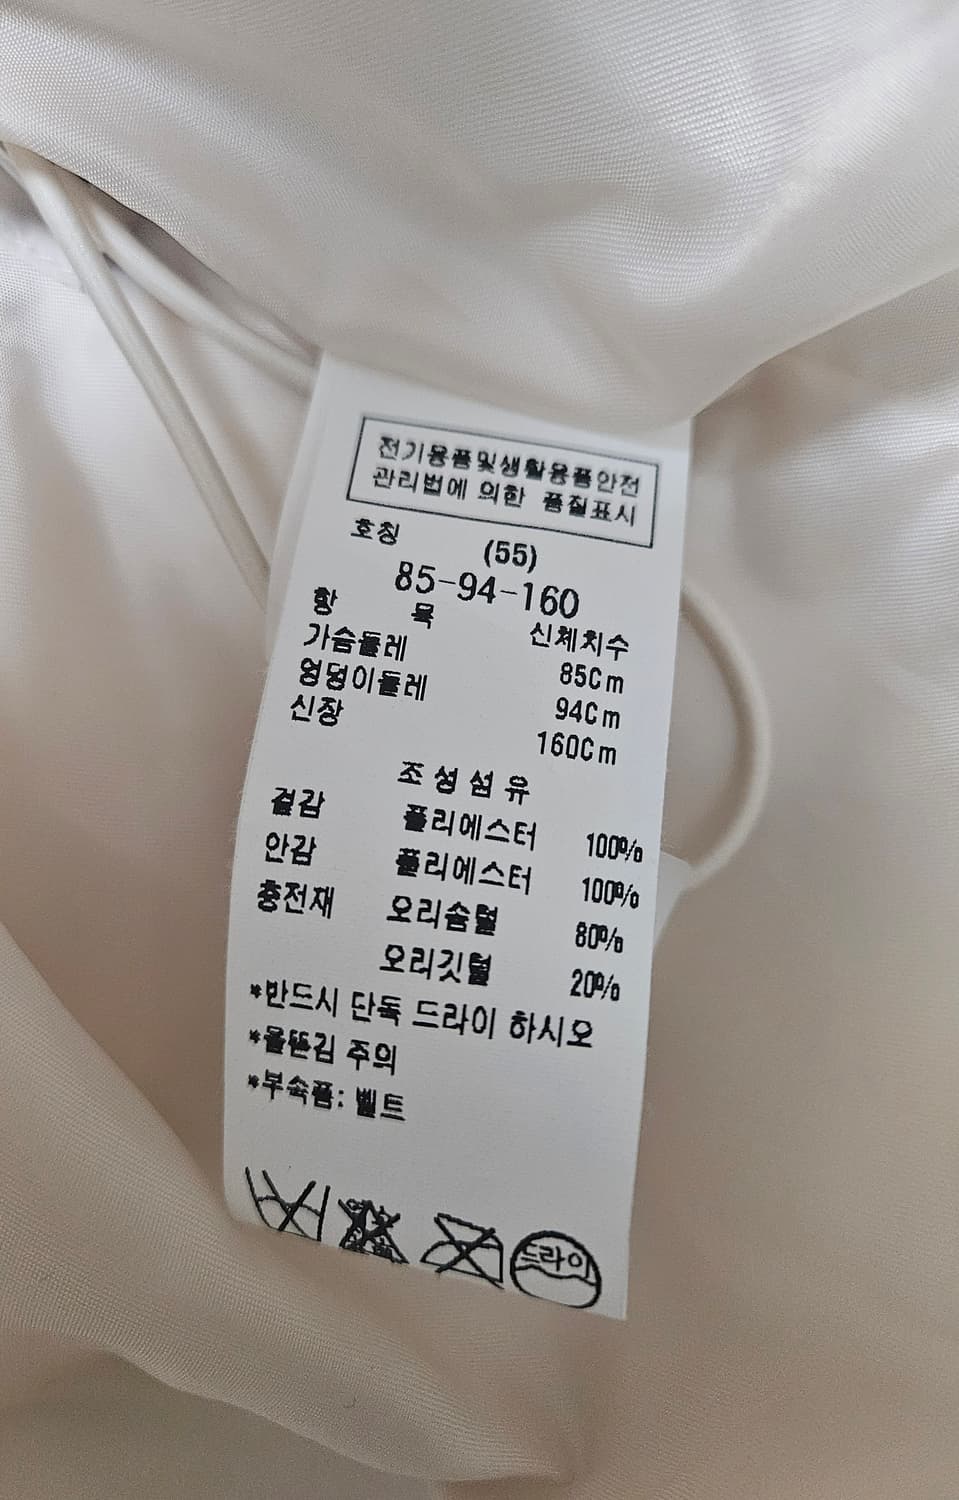 전기용품및생활용품안전
관리법에 의한 품질표시
호칭 (55)
85-94-160
항 목 신체치수
가슴둘레 85Cm
엉덩이둘레 94Cm
신장 160Cm
조성섬유
겉감 폴리에스터 100%
안감 폴리에스터 100%
충전재 오리솜털 80%
오리깃털 20%
*반드시 단독 드라이 하시오
*올뜯김 주의
*부속품: 벨트
드라이